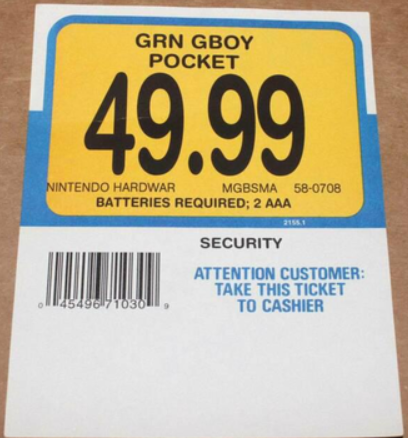 GRN GBOY
POCKET
49.99
NINTENDO HARDWAR MGBSMA 58-0708
BATTERIES REQUIRED; 2 AAA
2155.1
SECURITY
ATTENTION CUSTOMER:
TAKE THIS TICKET
TO CASHIER
0 45496 71030 9